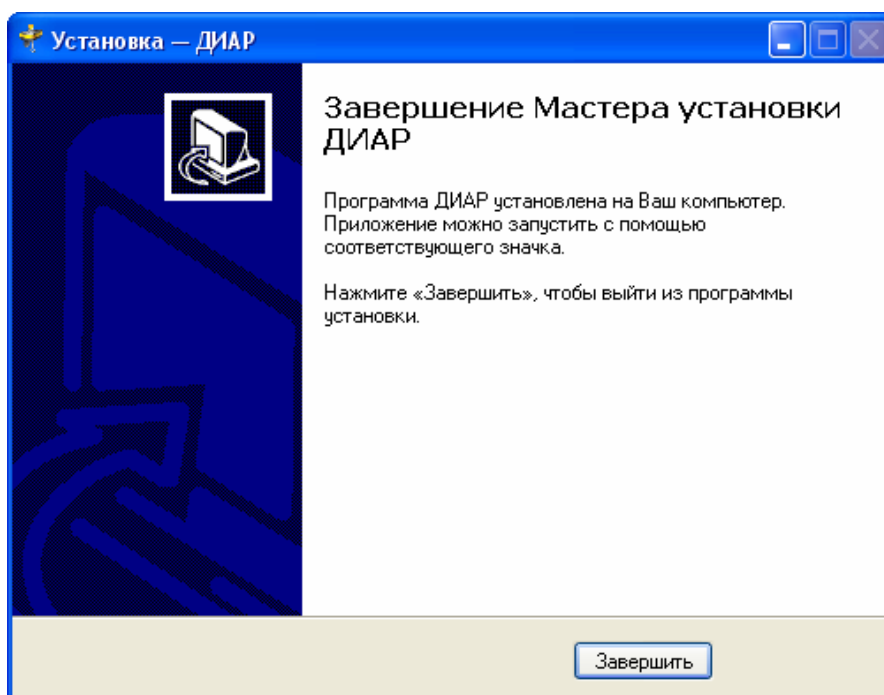 Установка — ДИАР
Завершение Мастера установки
ДИАР
Программа ДИАР установлена на Ваш компьютер.
Приложение можно запустить с помощью
соответствующего значка.
Нажмите «Завершить», чтобы выйти из программы
установки.
Завершить